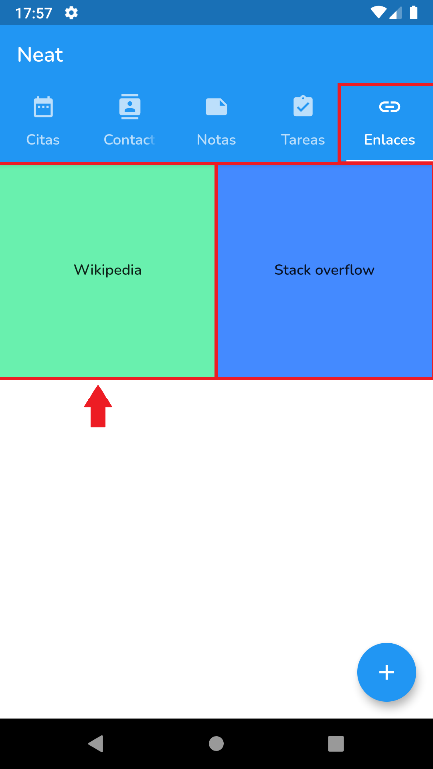 17:57
Neat
Citas Contact Notas Tareas Enlaces
Wikipedia Stack overflow